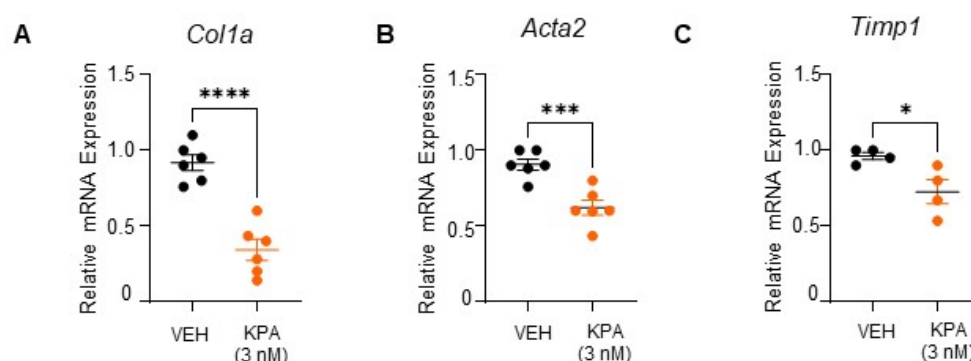 A
Col1a
Relative mRNA Expression
1.5
1.0
0.5
0
****
VEH
KPA
(3 nM)
B
Acta2
Relative mRNA Expression
1.5
1.0
0.5
0
***
VEH
KPA
(3 nM)
C
Timp1
Relative mRNA Expression
1.5
1.0
0.5
0
*
VEH
KPA
(3 nM)